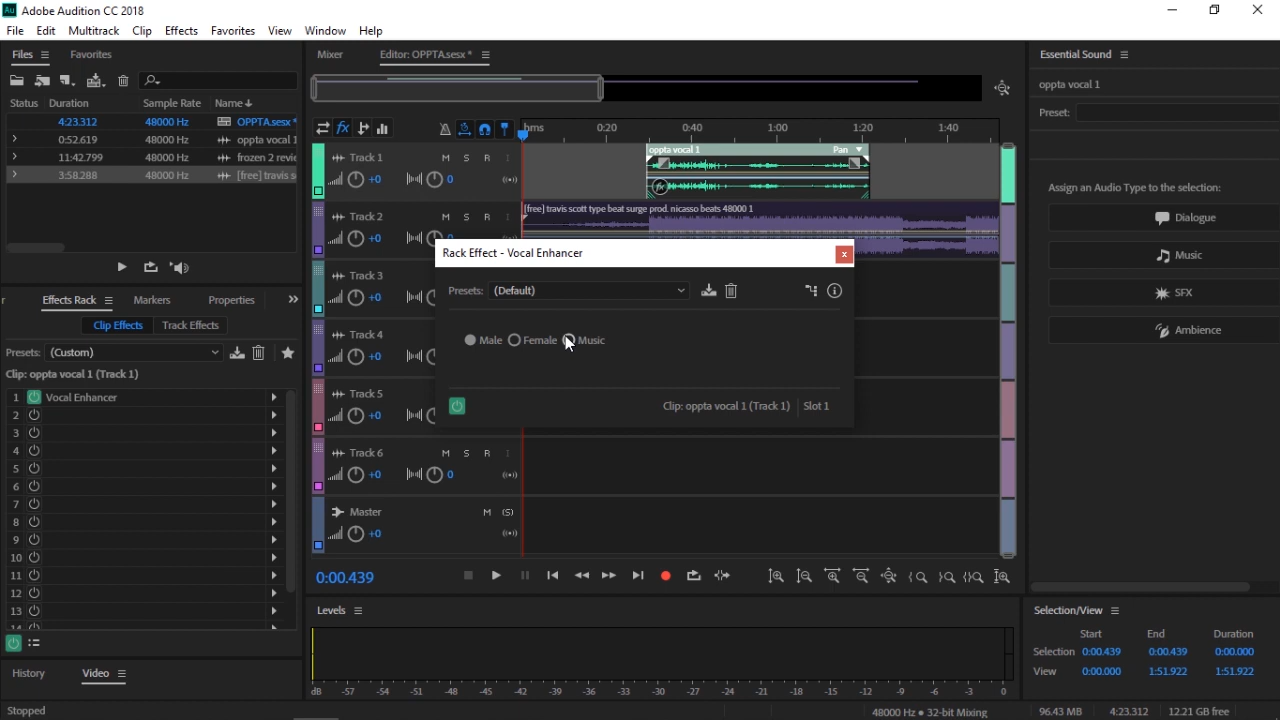 Au Adobe Audition CC 2018
File Edit Multitrack Clip Effects Favorites View Window Help
Files Favorites
Status Duration Sample Rate Name
4:23.312 48000 Hz OPPTA.sesx *
0:52.619 48000 Hz oppta vocal 1
11:42.799 48000 Hz frozen 2 revie
3:58.288 48000 Hz [free] travis s
r Effects Rack Markers Properties
Clip Effects Track Effects
Presets: (Custom)
Clip: oppta vocal 1 (Track 1)
1 Vocal Enhancer
2
3
4
5
6
7
8
9
10
11
12
13
14
History Video
Stopped
Mixer Editor: OPPTA.sesx *
fx hms 0:20 0:40 1:00 1:20 1:40
Track 1 M S R I
+0 0
oppta vocal 1 Pan
fx
Track 2 M S R I
+0
[free] travis scott type beat surge prod. nicasso beats 48000 1
Track 3
+0
Track 4
+0
Track 5
+0
Track 6 M S R I
+0 0
Master M (S)
+0
Rack Effect - Vocal Enhancer x
Presets: (Default)
Male Female Music
Clip: oppta vocal 1 (Track 1) Slot 1
0:00.439
Levels
dB -57 -54 -51 -48 -45 -42 -39 -36 -33 -30 -27 -24 -21 -18 -15 -12 -9 -6 -3 0
48000 Hz • 32-bit Mixing 96.43 MB 4:23.312 12.21 GB free
Essential Sound
oppta vocal 1
Preset:
Assign an Audio Type to the selection:
Dialogue
Music
SFX
Ambience
Selection/View
Start End Duration
Selection 0:00.439 0:00.439 0:00.000
View 0:00.000 1:51.922 1:51.922